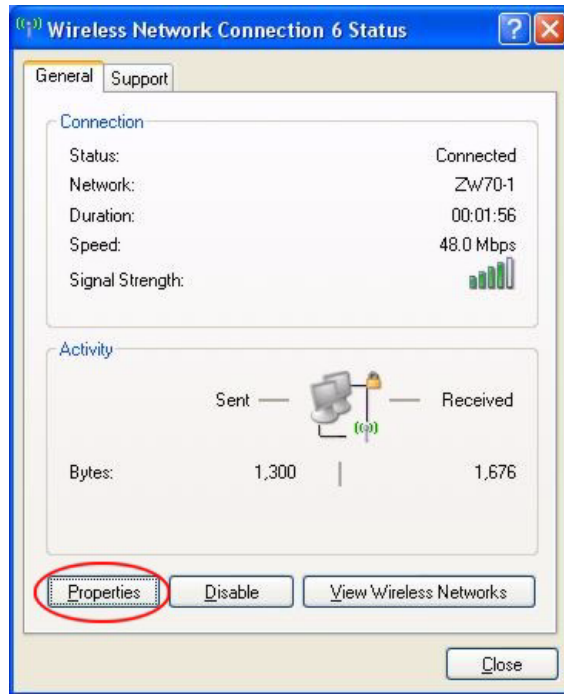 Wireless Network Connection 6 Status
General Support
Connection
Status: Connected
Network: ZW70-1
Duration: 00:01:56
Speed: 48.0 Mbps
Signal Strength:
Activity
Sent Received
Bytes: 1,300 1,676
Properties Disable View Wireless Networks
Close